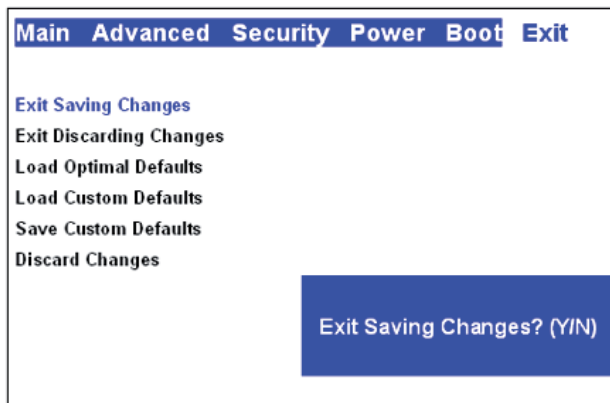 Main Advanced Security Power Boot Exit
Exit Saving Changes
Exit Discarding Changes
Load Optimal Defaults
Load Custom Defaults
Save Custom Defaults
Discard Changes
Exit Saving Changes? (Y/N)